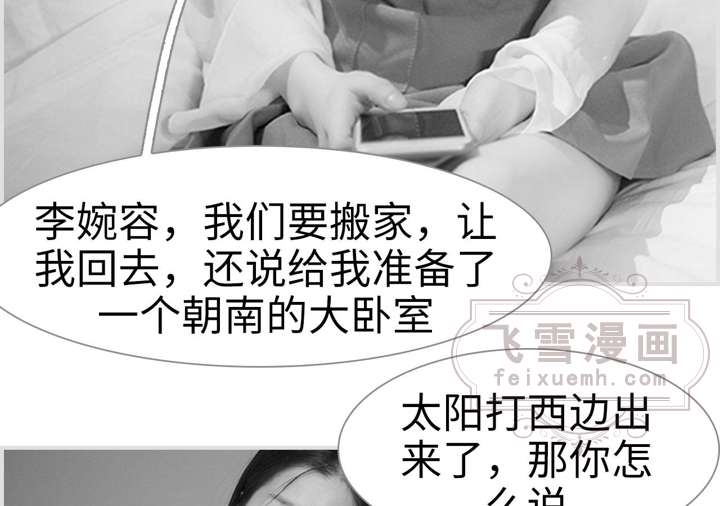 李婉容，我们要搬家，让
我回去，还说给我准备了
一个朝南的大卧室
飞雪漫画
feixuemh.com
太阳打西边出
来了，那你怎
么说